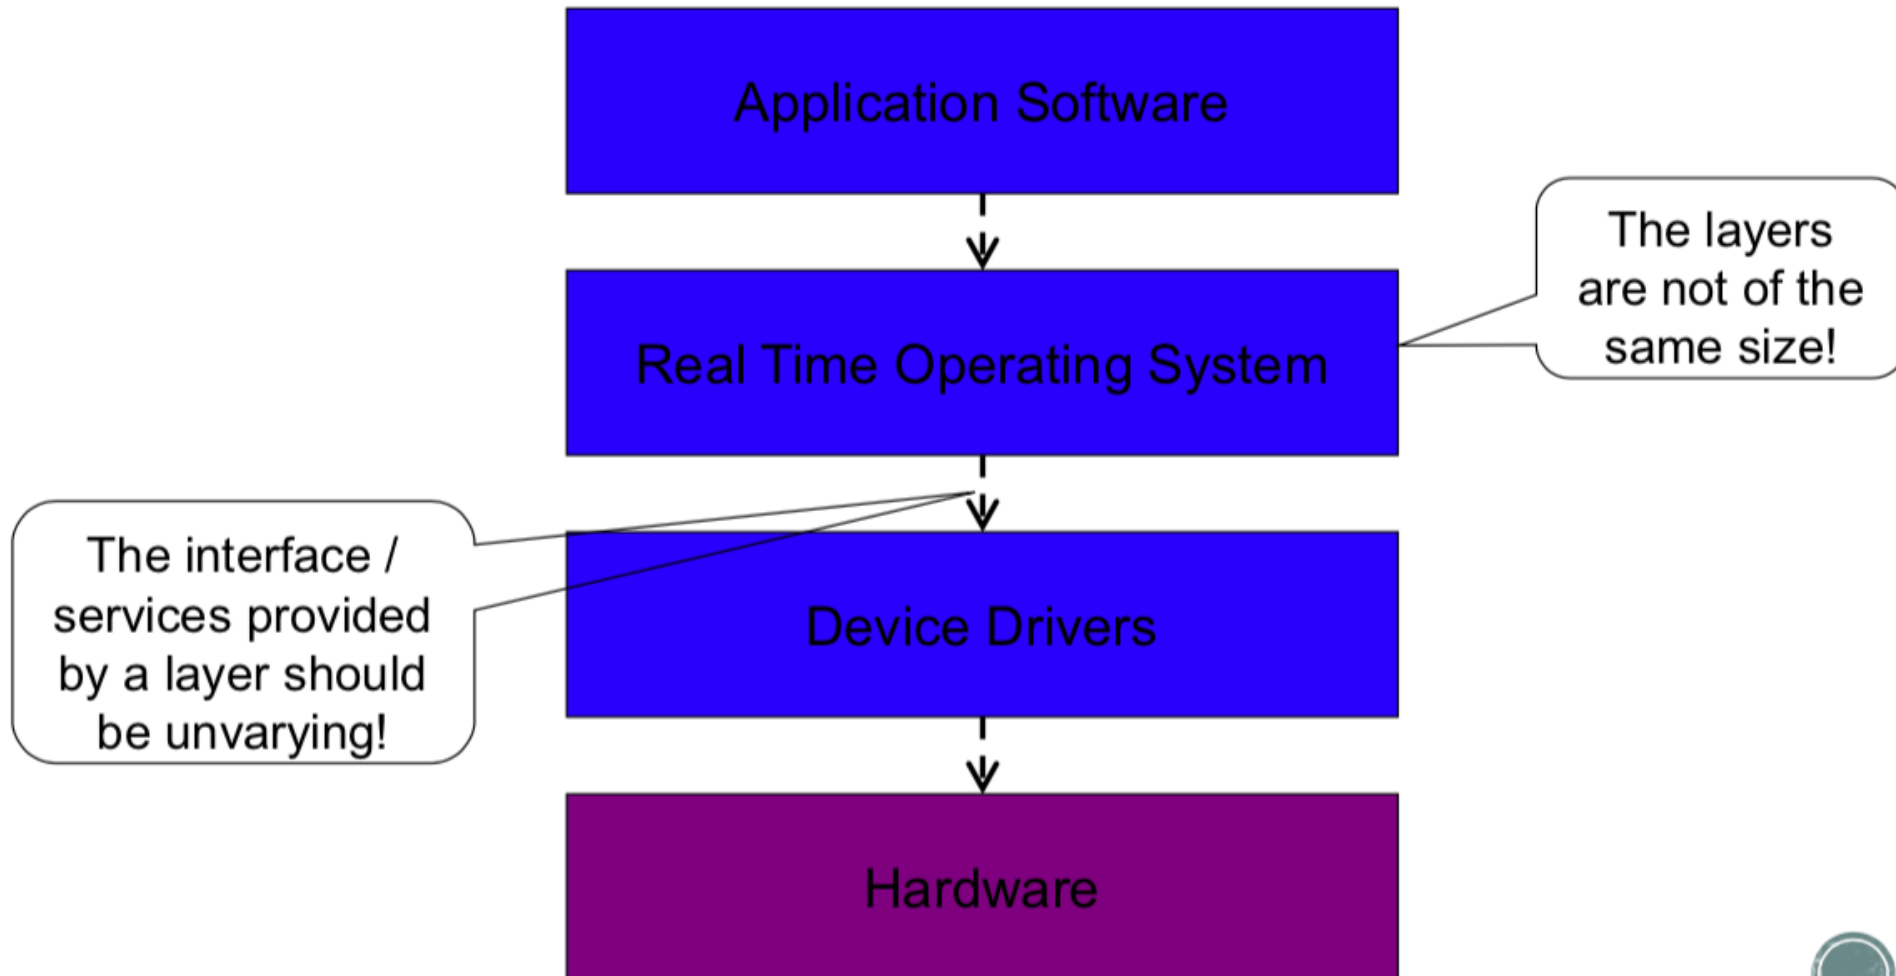 Application Software
The layers
are not of the
same size!
Real Time Operating System
The interface /
services provided
by a layer should
be unvarying!
Device Drivers
Hardware